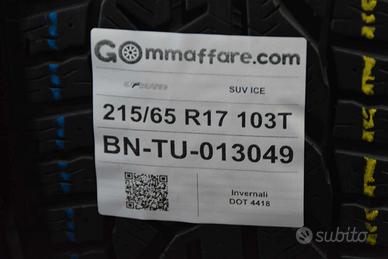 GOmmaffare.com
SUV ICE
215/65 R17 103T
BN-TU-013049
Invernali
DOT 4418
subito